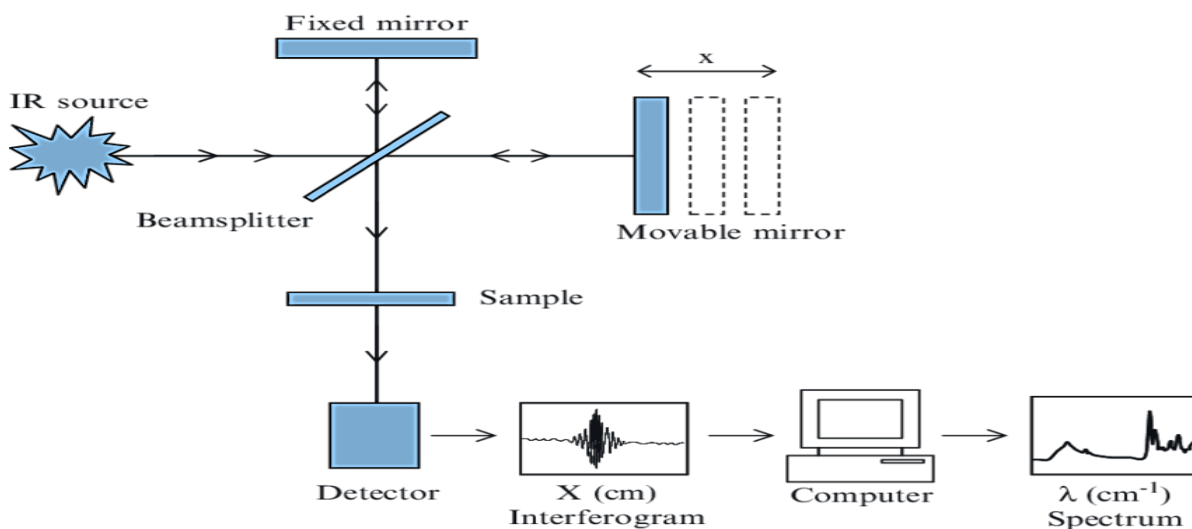 Fixed mirror
x
IR source
Beamsplitter
Movable mirror
Sample
Detector
X (cm)
Interferogram
Computer
λ (cm⁻¹)
Spectrum